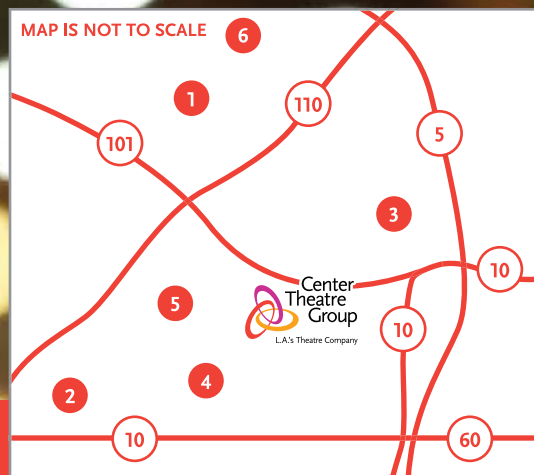 MAP IS NOT TO SCALE
6
1
110
101
5
3
10
Center
Theatre
Group
L.A.'s Theatre Company
5
10
4
2
10
60